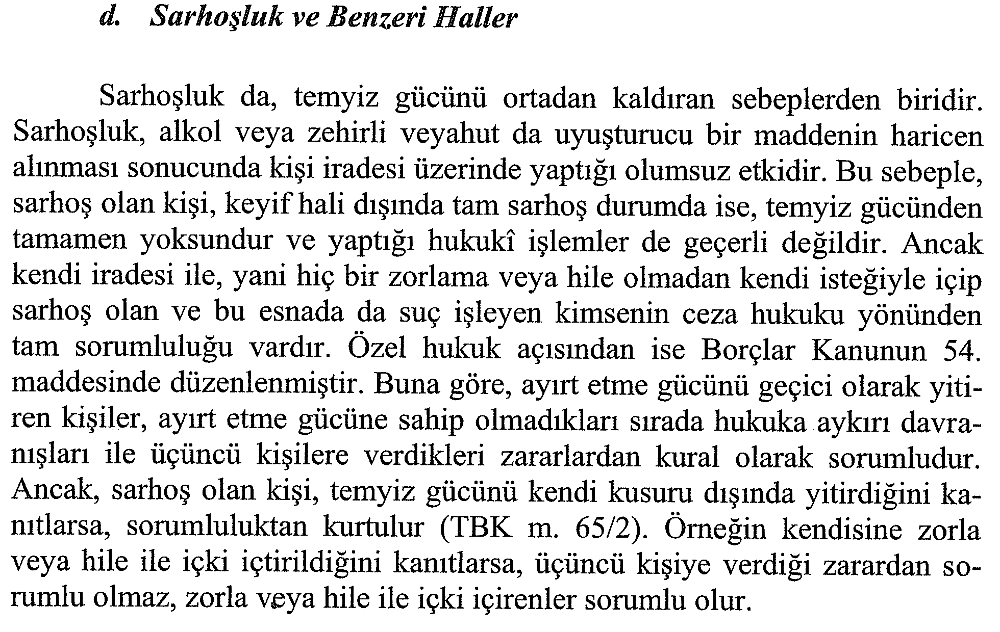 d. Sarhoşluk ve Benzeri Haller
Sarhoşluk da, temyiz gücünü ortadan kaldıran sebeplerden biridir.
Sarhoşluk, alkol veya zehirli veyahut da uyuşturucu bir maddenin haricen
alınması sonucunda kişi iradesi üzerinde yaptığı olumsuz etkidir. Bu sebeple,
sarhoş olan kişi, keyif hali dışında tam sarhoş durumda ise, temyiz gücünden
tamamen yoksundur ve yaptığı hukukî işlemler de geçerli değildir. Ancak
kendi iradesi ile, yani hiç bir zorlama veya hile olmadan kendi isteğiyle içip
sarhoş olan ve bu esnada da suç işleyen kimsenin ceza hukuku yönünden
tam sorumluluğu vardır. Özel hukuk açısından ise Borçlar Kanunun 54.
maddesinde düzenlenmiştir. Buna göre, ayırt etme gücünü geçici olarak yiti-
ren kişiler, ayırt etme gücüne sahip olmadıkları sırada hukuka aykırı davra-
nışları ile üçüncü kişilere verdikleri zararlardan kural olarak sorumludur.
Ancak, sarhoş olan kişi, temyiz gücünü kendi kusuru dışında yitirdiğini ka-
nıtlarsa, sorumluluktan kurtulur (TBK m. 65/2). Örneğin kendisine zorla
veya hile ile içki içtirildiğini kanıtlarsa, üçüncü kişiye verdiği zarardan so-
rumlu olmaz, zorla veya hile ile içki içirenler sorumlu olur.